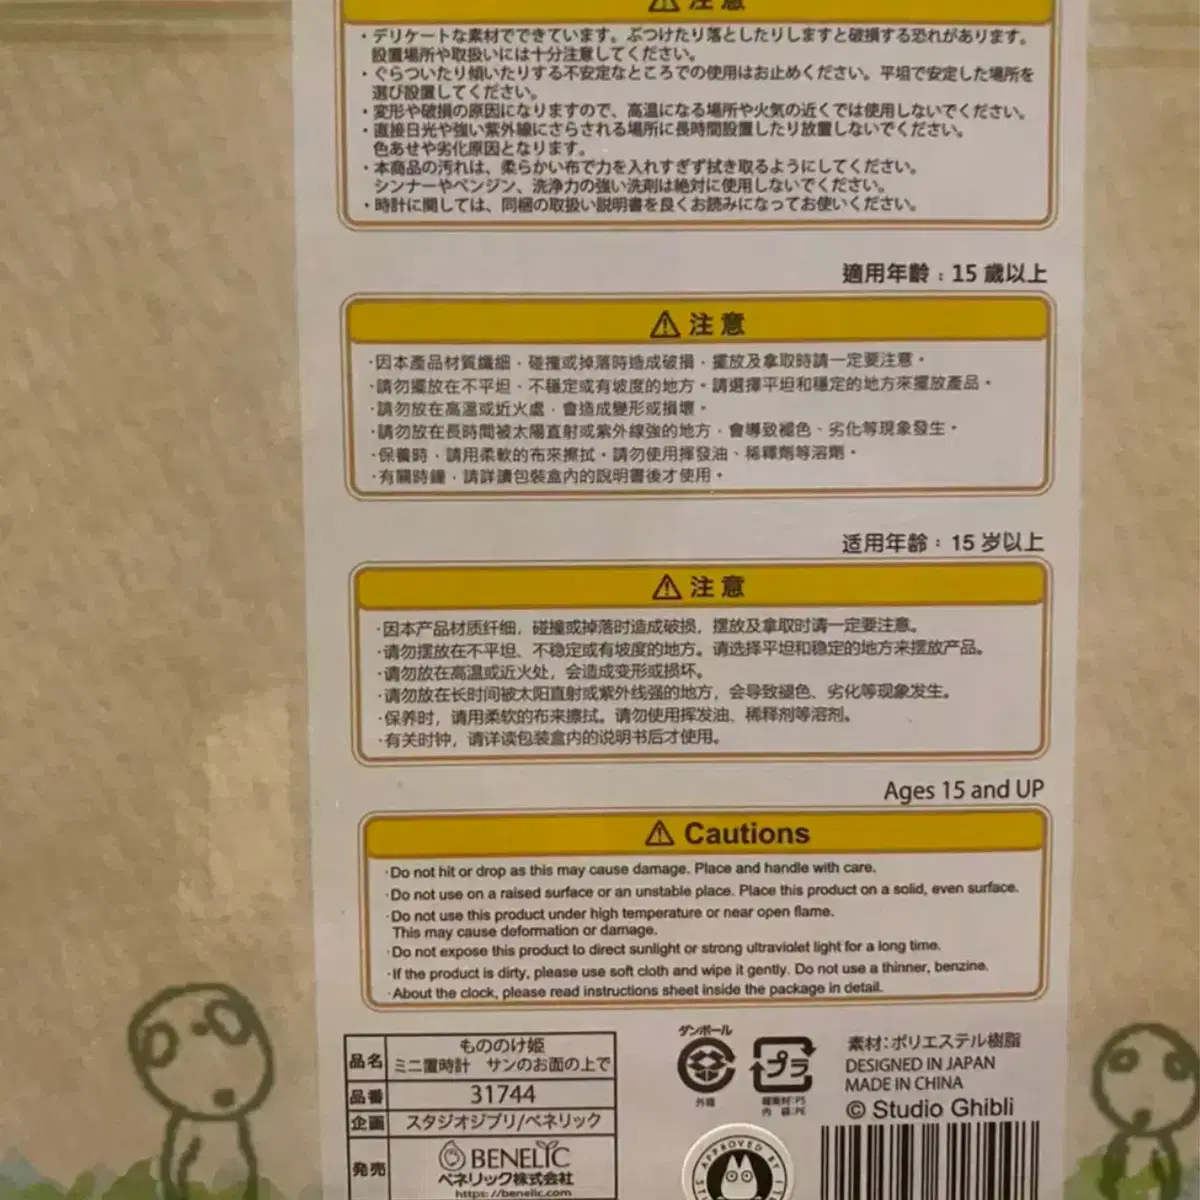 ⚠ 注意
・デリケートな素材でできています。ぶつけたり落としたりしますと破損する恐れがあります。
設置場所や取扱いには十分注意してください。
・ぐらついたり傾いたりする不安定なところでの使用はお止めください。平坦で安定した場所を
選び設置してください。
・変形や破損の原因になりますので、高温になる場所や火気の近くでは使用しないでください。
・直接日光や強い紫外線にさらされる場所に長時間設置したり放置しないでください。
色あせや劣化原因となります。
・本商品の汚れは、柔らかい布で力を入れすぎず拭き取るようにしてください。
シンナーやベンジン、洗浄力の強い洗剤は絶対に使用しないでください。
・時計に関しては、同梱の取扱い説明書を良くお読みになってお使いください。
適用年齡：15 歲以上
⚠ 注意
·因本產品材質纖細，碰撞或掉落時造成破損，擺放及拿取時請一定要注意。
·請勿擺放在不平坦、不穩定或有坡度的地方。請選擇平坦和穩定的地方來擺放產品。
·請勿放在高溫或近火處，會造成變形或損壞。
·請勿放在長時間被太陽直射或紫外線強的地方，會導致褪色、劣化等現象發生。
·保養時，請用柔軟的布來擦拭。請勿使用揮發油、稀釋劑等溶劑。
·有關時鐘，請詳讀包裝盒內的說明書後才使用。
适用年龄：15 岁以上
⚠ 注意
·因本产品材质纤细，碰撞或掉落时造成破损，摆放及拿取时请一定要注意。
·请勿摆放在不平坦、不稳定或有坡度的地方。请选择平坦和稳定的地方来摆放产品。
·请勿放在高温或近火处，会造成变形或损坏。
·请勿放在长时间被太阳直射或紫外线强的地方，会导致褪色、劣化等现象发生。
·保养时，请用柔软的布来擦拭。请勿使用挥发油、稀释剂等溶剂。
·有关时钟，请详读包装盒内的说明书后才使用。
Ages 15 and UP
⚠ Cautions
·Do not hit or drop as this may cause damage. Place and handle with care.
·Do not use on a raised surface or an unstable place. Place this product on a solid, even surface.
·Do not use this product under high temperature or near open flame.
This may cause deformation or damage.
·Do not expose this product to direct sunlight or strong ultraviolet light for a long time.
·If the product is dirty, please use soft cloth and wipe it gently. Do not use a thinner, benzine.
·About the clock, please read instructions sheet inside the package in detail.
品名 もののけ姫
ミニ置時計 サンのお面の上で
品番 31744
企画 スタジオジブリ/ベネリック
発売 BENELIC
ベネリック株式会社
https://benelic.com
ダンボール
外箱
プラ
緩衝材:PS
内 袋:PE
素材：ポリエステル樹脂
DESIGNED IN JAPAN
MADE IN CHINA
© Studio Ghibli
APPROVED BY